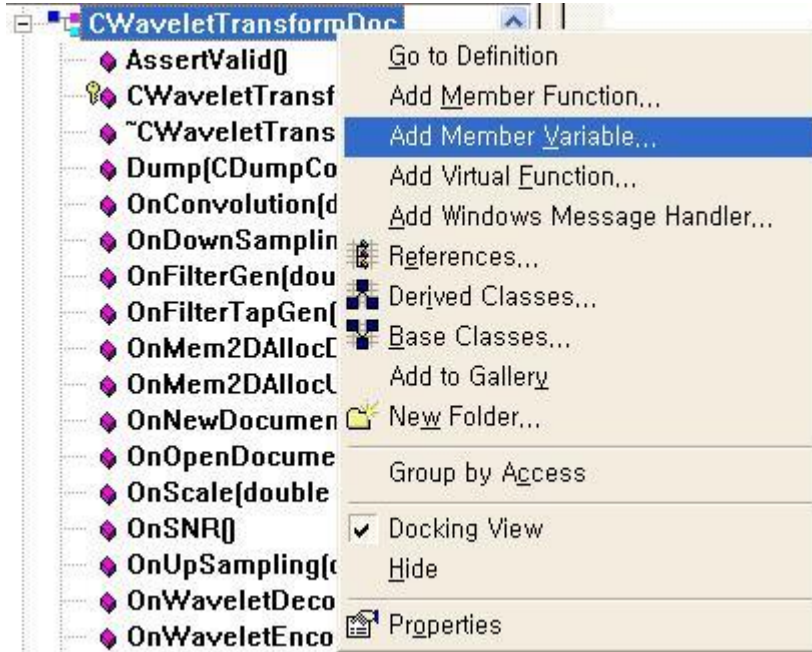 CWaveletTransformDoc
AssertValid()
CWaveletTransf
~CWaveletTrans
Dump(CDumpCo
OnConvolution(d
OnDownSamplin
OnFilterGen(dou
OnFilterTapGen(
OnMem2DAllocD
OnMem2DAllocU
OnNewDocumen
OnOpenDocume
OnScale(double
OnSNR()
OnUpSampling(d
OnWaveletDeco
OnWaveletEnco
Go to Definition
Add Member Function...
Add Member Variable...
Add Virtual Function...
Add Windows Message Handler...
References...
Derived Classes...
Base Classes...
Add to Gallery
New Folder...
Group by Access
Docking View
Hide
Properties